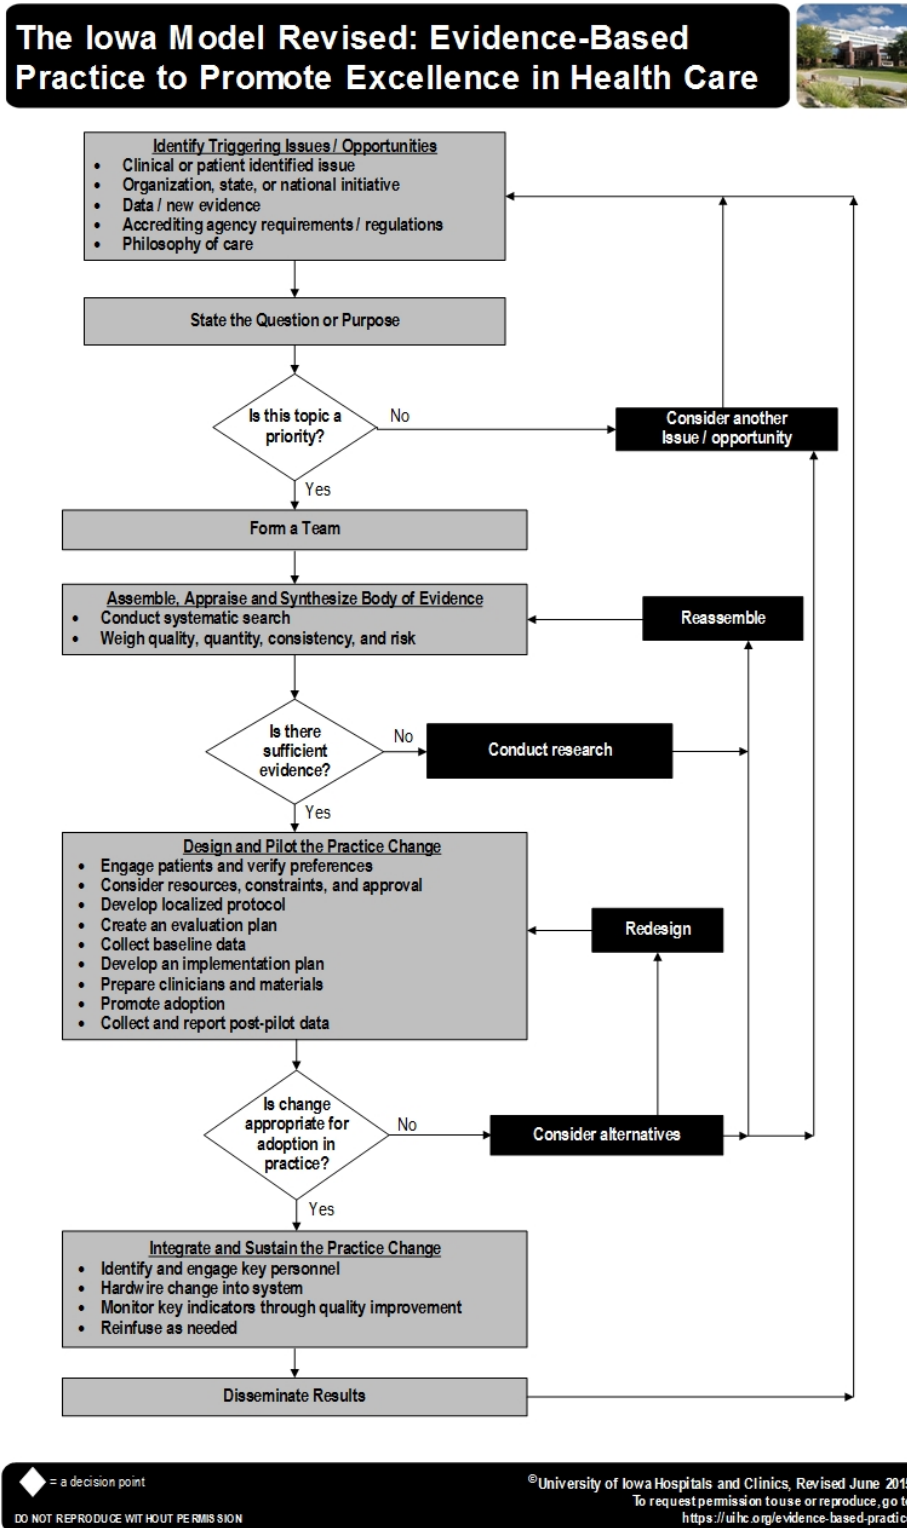 The Iowa Model Revised: Evidence-Based
Practice to Promote Excellence in Health Care
Identify Triggering Issues / Opportunities
• Clinical or patient identified issue
• Organization, state, or national initiative
• Data / new evidence
• Accrediting agency requirements / regulations
• Philosophy of care
State the Question or Purpose
Is this topic a
priority?
No
Consider another
Issue / opportunity
Yes
Form a Team
Assemble, Appraise and Synthesize Body of Evidence
• Conduct systematic search
• Weigh quality, quantity, consistency, and risk
Reassemble
Is there
sufficient
evidence?
No
Conduct research
Yes
Design and Pilot the Practice Change
• Engage patients and verify preferences
• Consider resources, constraints, and approval
• Develop localized protocol
• Create an evaluation plan
• Collect baseline data
• Develop an implementation plan
• Prepare clinicians and materials
• Promote adoption
• Collect and report post-pilot data
Redesign
Is change
appropriate for
adoption in
practice?
No
Consider alternatives
Yes
Integrate and Sustain the Practice Change
• Identify and engage key personnel
• Hardwire change into system
• Monitor key indicators through quality improvement
• Reinfuse as needed
Disseminate Results
= a decision point
DO NOT REPRODUCE WITHOUT PERMISSION
©University of Iowa Hospitals and Clinics, Revised June 2015
To request permission to use or reproduce, go to
https://uihc.org/evidence-based-practice